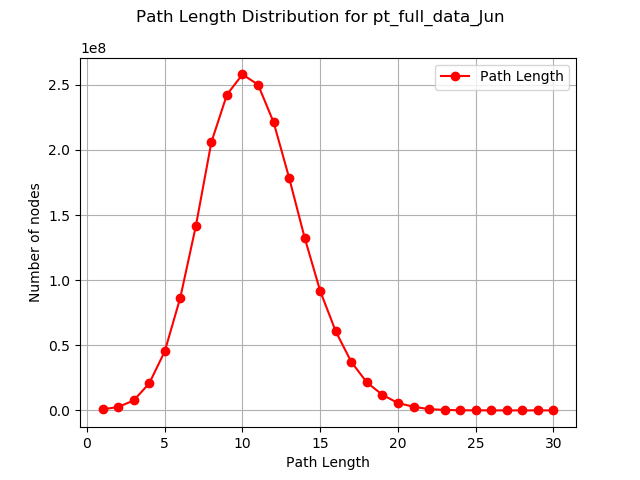 Path Length Distribution for pt_full_data_Jun
1e8
Path Length
2.5
2.0
1.5
1.0
0.5
0.0
Number of nodes
0 5 10 15 20 25 30
Path Length